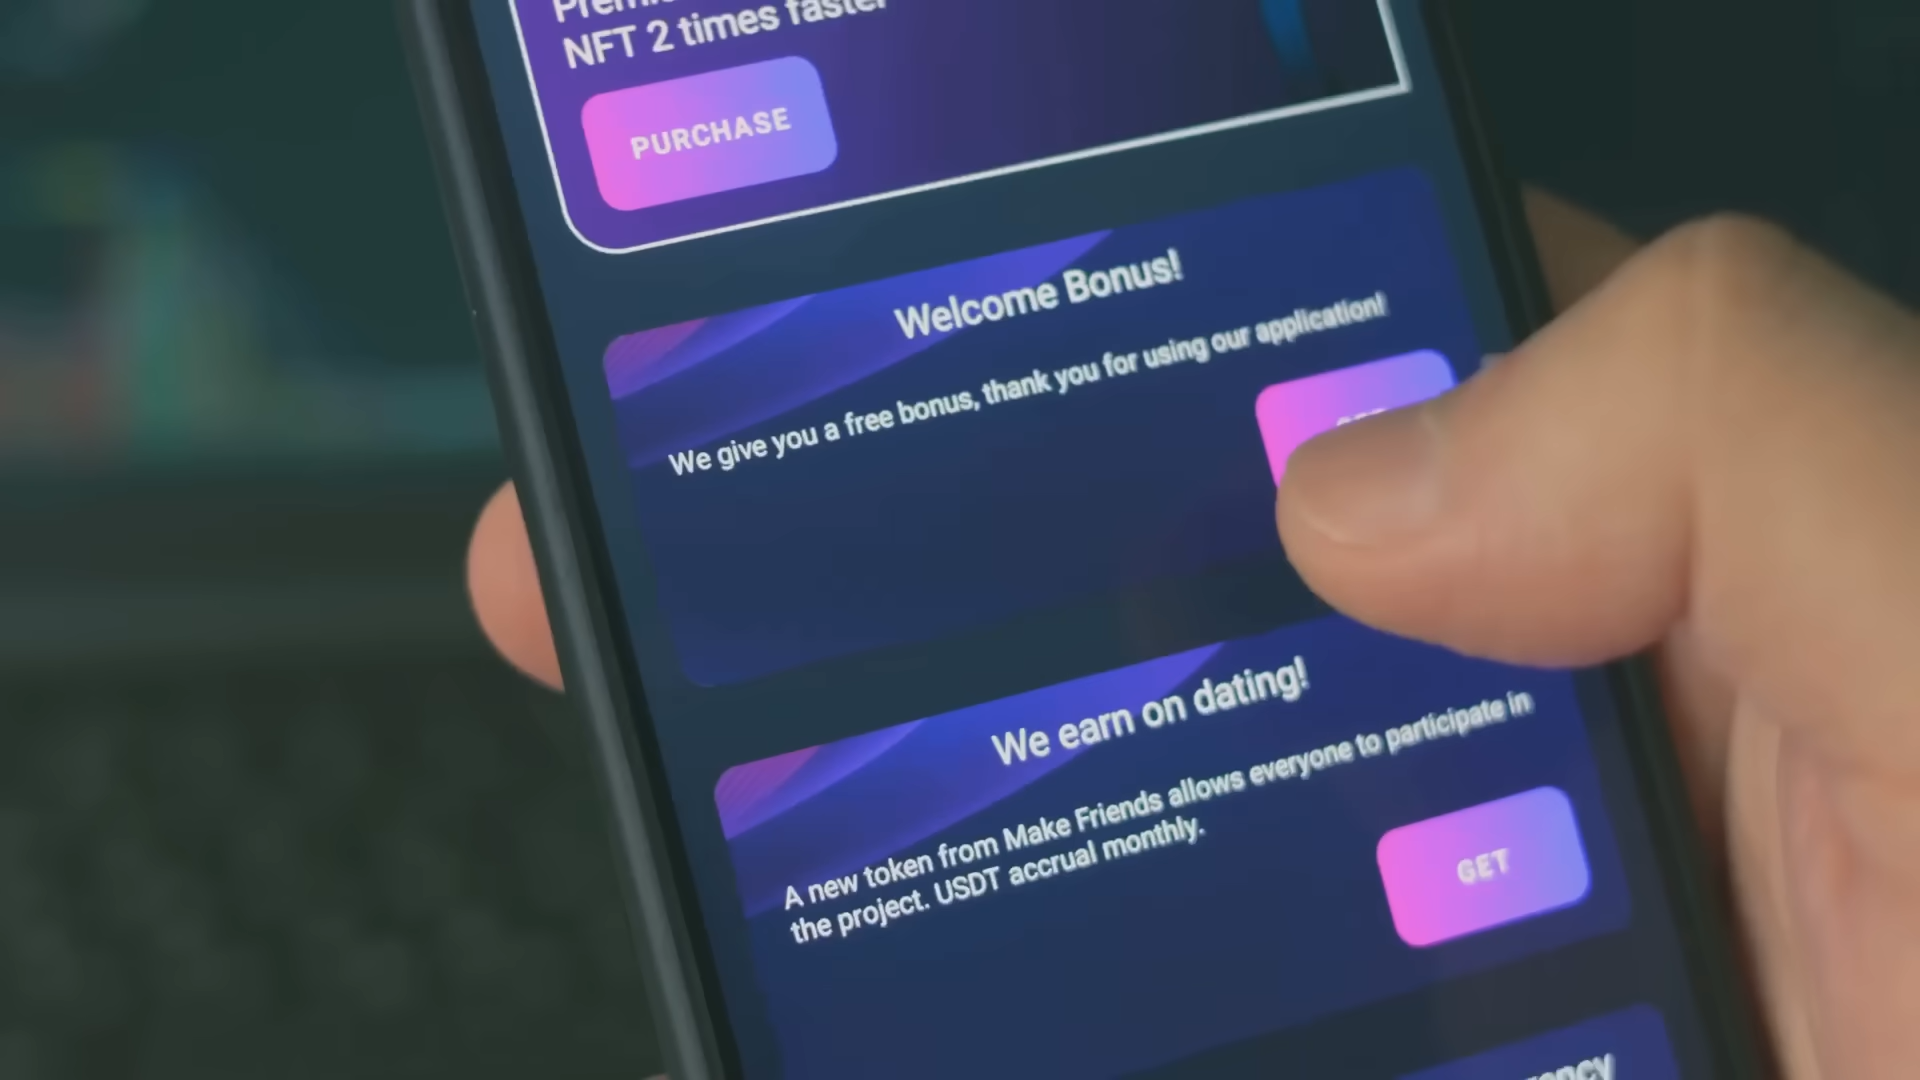 NFT 2 times faster
PURCHASE
Welcome Bonus!
We give you a free bonus, thank you for using our application!
We earn on dating!
A new token from Make Friends allows everyone to participate in
the project. USDT accrual monthly.
GET